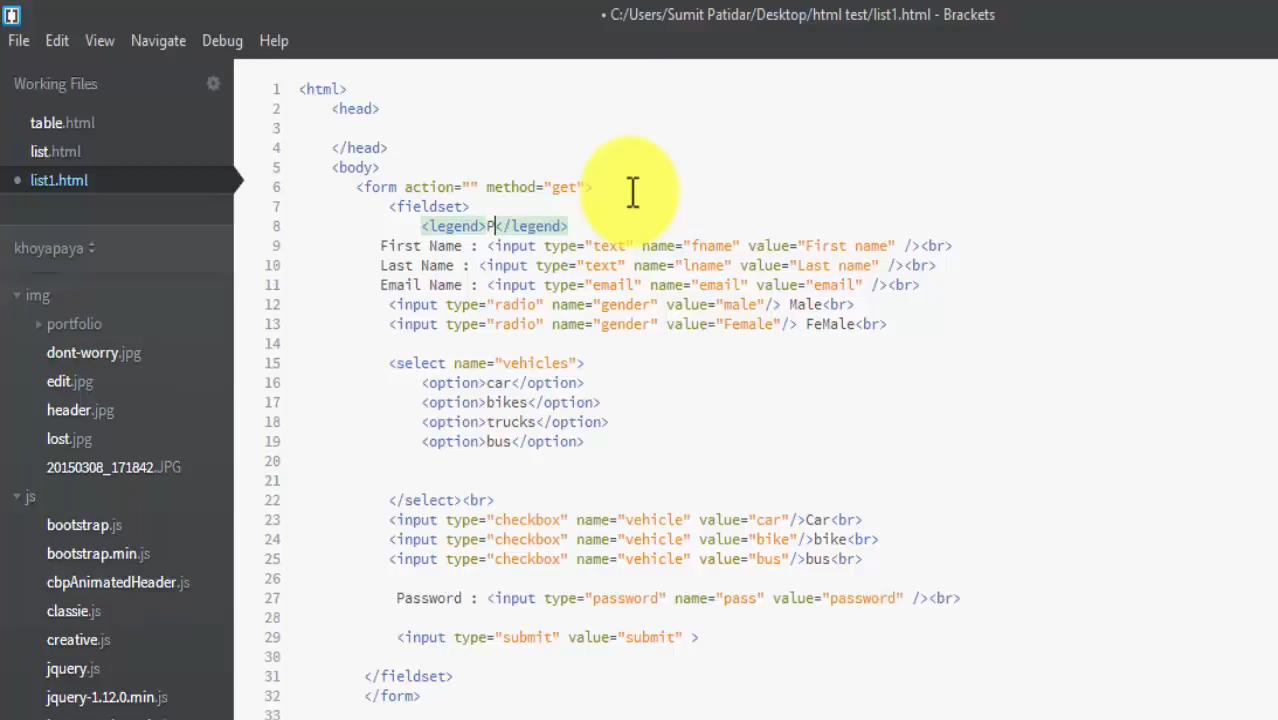 • C:/Users/Sumit Patidar/Desktop/html test/list1.html - Brackets
File Edit View Navigate Debug Help
Working Files
table.html
list.html
• list1.html
khoyapaya
img
portfolio
dont-worry.jpg
edit.jpg
header.jpg
lost.jpg
20150308_171842.JPG
js
bootstrap.js
bootstrap.min.js
cbpAnimatedHeader.js
classie.js
creative.js
jquery.js
jquery-1.12.0.min.js
1 <html>
2 <head>
3
4 </head>
5 <body>
6 <form action="" method="get">
7 <fieldset>
8 <legend>P</legend>
9 First Name : <input type="text" name="fname" value="First name" /><br>
10 Last Name : <input type="text" name="lname" value="Last name" /><br>
11 Email Name : <input type="email" name="email" value="email" /><br>
12 <input type="radio" name="gender" value="male"/> Male<br>
13 <input type="radio" name="gender" value="Female"/> FeMale<br>
14
15 <select name="vehicles">
16 <option>car</option>
17 <option>bikes</option>
18 <option>trucks</option>
19 <option>bus</option>
20
21
22 </select><br>
23 <input type="checkbox" name="vehicle" value="car"/>Car<br>
24 <input type="checkbox" name="vehicle" value="bike"/>bike<br>
25 <input type="checkbox" name="vehicle" value="bus"/>bus<br>
26
27 Password : <input type="password" name="pass" value="password" /><br>
28
29 <input type="submit" value="submit" >
30
31 </fieldset>
32 </form>
33